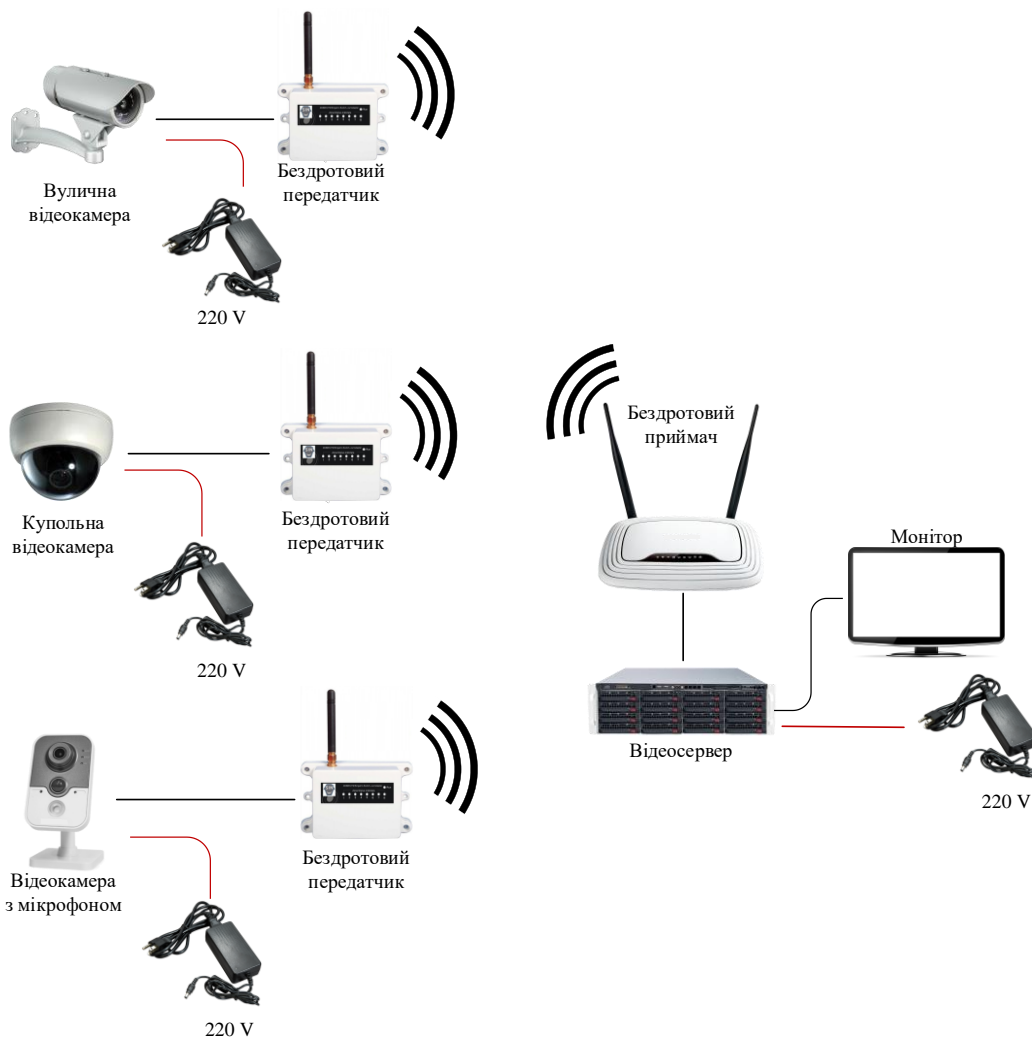 Вулична
відеокамера
Бездротовий
передатчик
220 V
Купольна
відеокамера
Бездротовий
передатчик
220 V
Відеокамера
з мікрофоном
Бездротовий
передатчик
220 V
Бездротовий
приймач
Монітор
Відеосервер
220 V